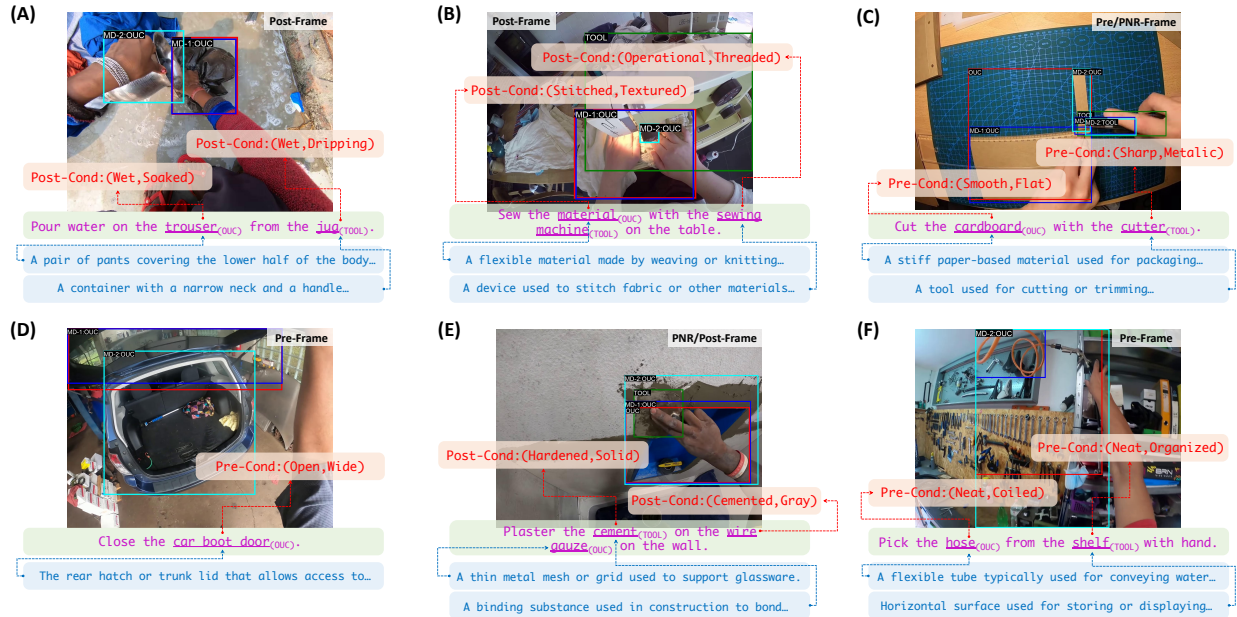 (A)
Post-Frame
MD-2:OUC
MD-1:OUC
Post-Cond:(Wet,Dripping)
Post-Cond:(Wet,Soaked)
Pour water on the trouser(OUC) from the jug(TOOL).
A pair of pants covering the lower half of the body…
A container with a narrow neck and a handle…
(B)
Post-Frame
TOOL
Post-Cond:(Operational,Threaded)
Post-Cond:(Stitched,Textured)
MD-1:OUC
MD-2:OUC
Sew the material(OUC) with the sewing
machine(TOOL) on the table.
A flexible material made by weaving or knitting…
A device used to stitch fabric or other materials…
(C)
Pre/PNR-Frame
OUC
MD-2:OUC
TOOL
MD-2:TOOL
MD-1:OUC
Pre-Cond:(Sharp,Metalic)
Pre-Cond:(Smooth,Flat)
Cut the cardboard(OUC) with the cutter(TOOL).
A stiff paper-based material used for packaging…
A tool used for cutting or trimming…
(D)
Pre-Frame
MD-1:OUC
MD-2:OUC
Pre-Cond:(Open,Wide)
Close the car boot door(OUC).
The rear hatch or trunk lid that allows access to…
(E)
PNR/Post-Frame
MD-2:OUC
TOOL
MD-1:OUC
OUC
Post-Cond:(Hardened,Solid)
Post-Cond:(Cemented,Gray)
Plaster the cement(TOOL) on the wire
gauze(OUC) on the wall.
A thin metal mesh or grid used to support glassware.
A binding substance used in construction to bond…
(F)
Pre-Frame
MD-2:OUC
Pre-Cond:(Neat,Organized)
Pre-Cond:(Neat,Coiled)
BRN
Pick the hose(OUC) from the shelf(TOOL) with hand.
A flexible tube typically used for conveying water…
Horizontal surface used for storing or displaying…